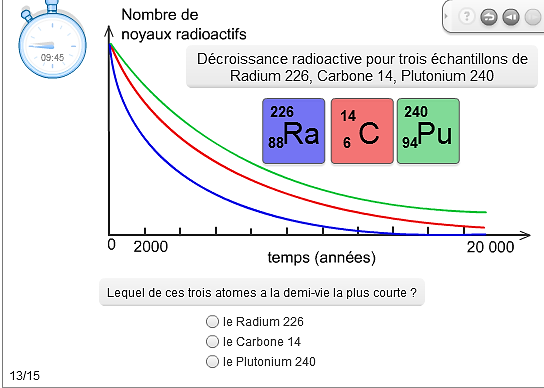 Nombre de
noyaux radioactifs
09:45
?
Décroissance radioactive pour trois échantillons de
Radium 226, Carbone 14, Plutonium 240
226
88
Ra
14
6
C
240
94
Pu
0 2000 20 000
temps (années)
Lequel de ces trois atomes a la demi-vie la plus courte ?
le Radium 226
le Carbone 14
le Plutonium 240
13/15